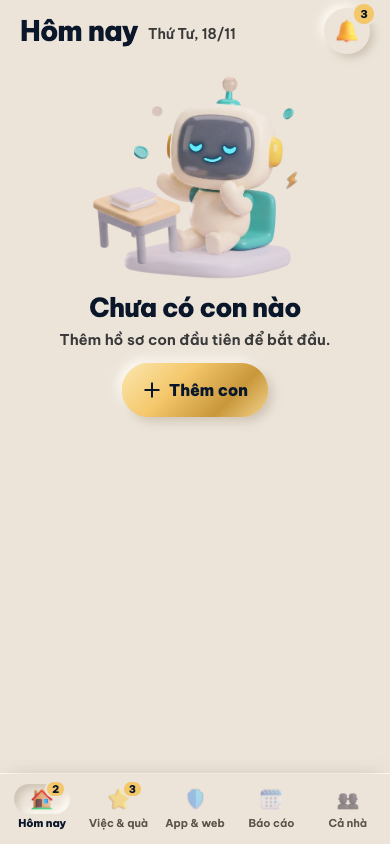 Hôm nay Thứ Tư, 18/11
3
Chưa có con nào
Thêm hồ sơ con đầu tiên để bắt đầu.
+ Thêm con
2
3
Hôm nay
Việc & quà
App & web
Báo cáo
Cả nhà